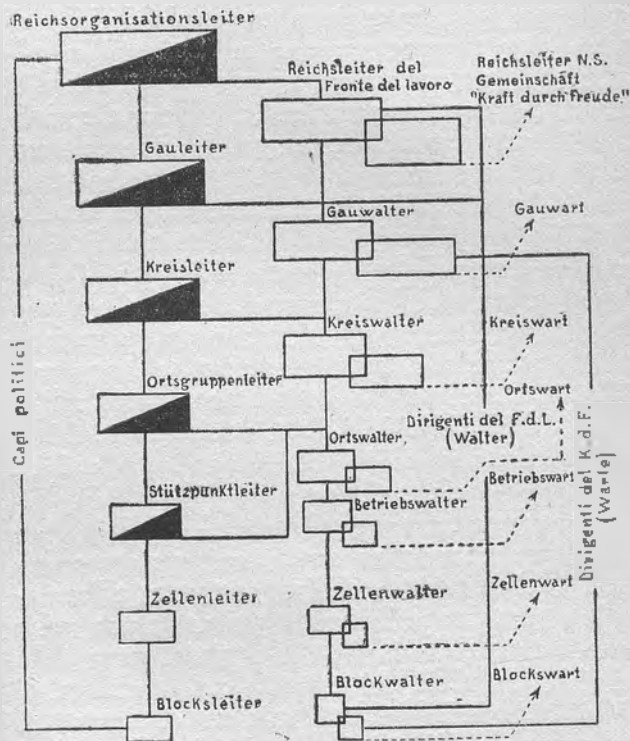 Reichsorganisationsleiter
Reichsleiter del
Fronte del lavoro
Reichsleiter N.S.
Gemeinschäft
"Kraft durch Freude"
Gauleiter
Gauwalter
Gauwart
Kreisleiter
Kreiswalter
Kreiswart
Ortsgruppenleiter
Ortswart
Dirigenti del F.d.L.
(Walter)
Ortswalter,
Stützpunktleiter
Betriebswalter
Betriebswart
Zellenleiter
Zellenwalter
Zellenwart
Blocksleiter
Blockwalter
Blockswart
Capi politici
Dirigenti del K.d.F.
(Warte)